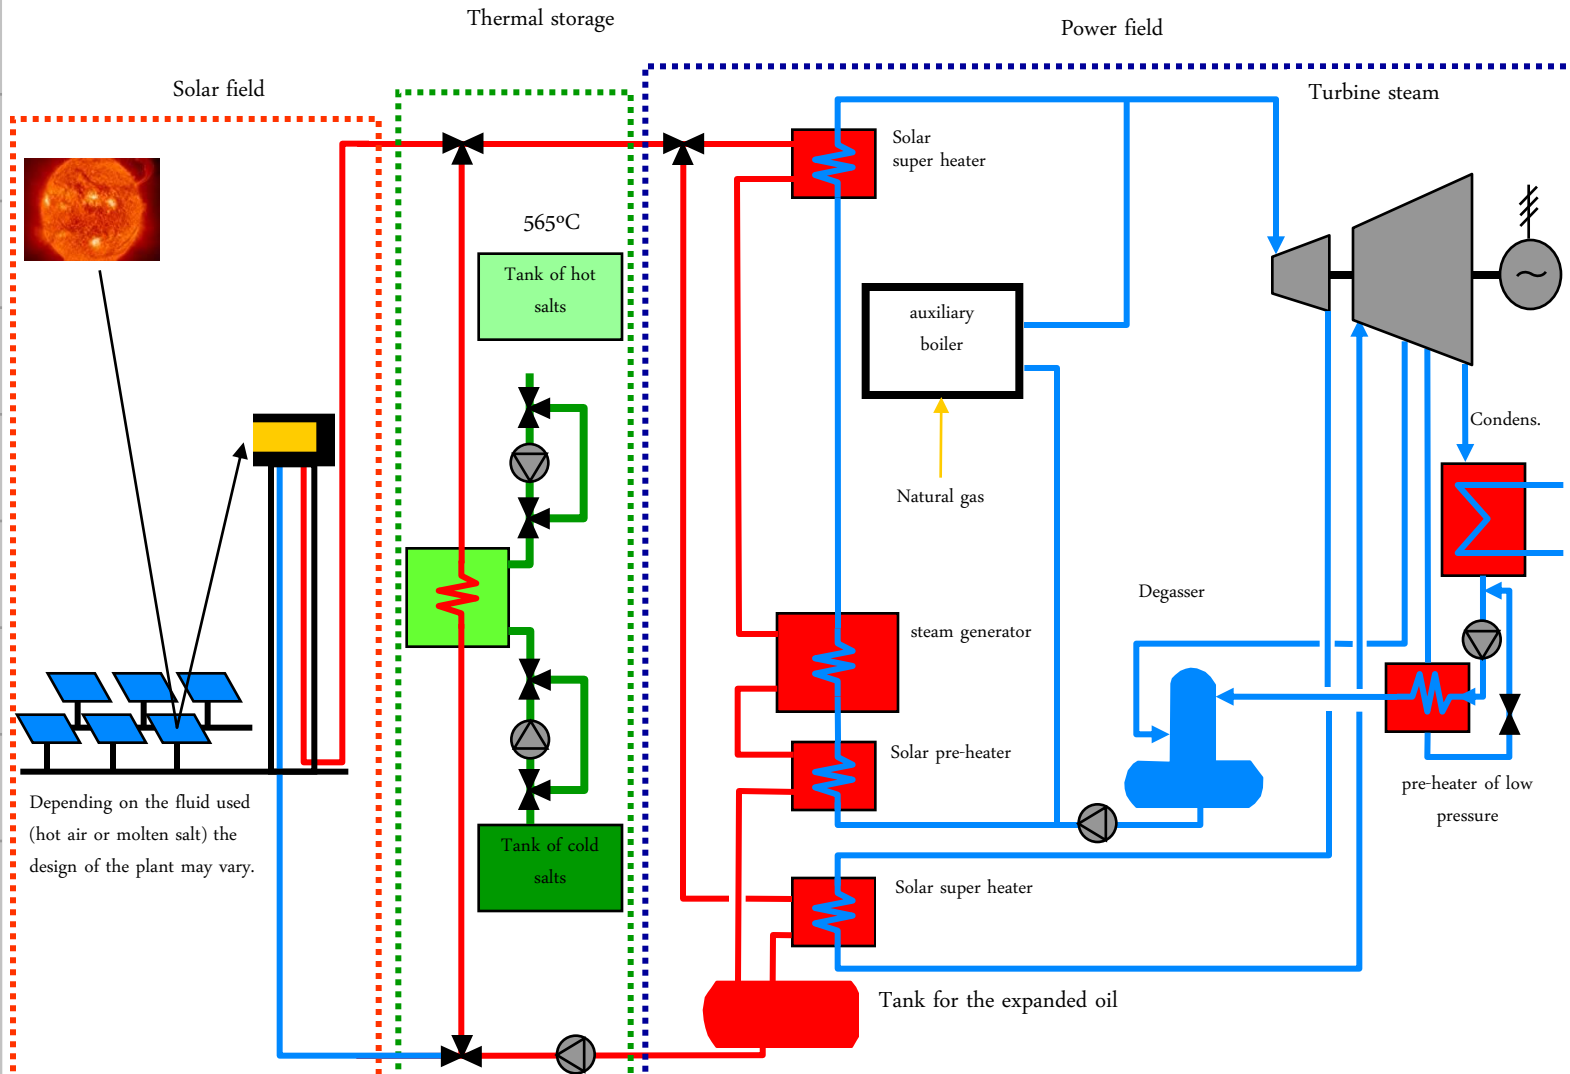 Thermal storage
Power field
Solar field
Turbine steam
Solar
super heater
565ºC
Tank of hot
salts
auxiliary
boiler
Condens.
Natural gas
Degasser
steam generator
Solar pre-heater
pre-heater of low
pressure
Depending on the fluid used
(hot air or molten salt) the
design of the plant may vary.
Tank of cold
salts
Solar super heater
Tank for the expanded oil